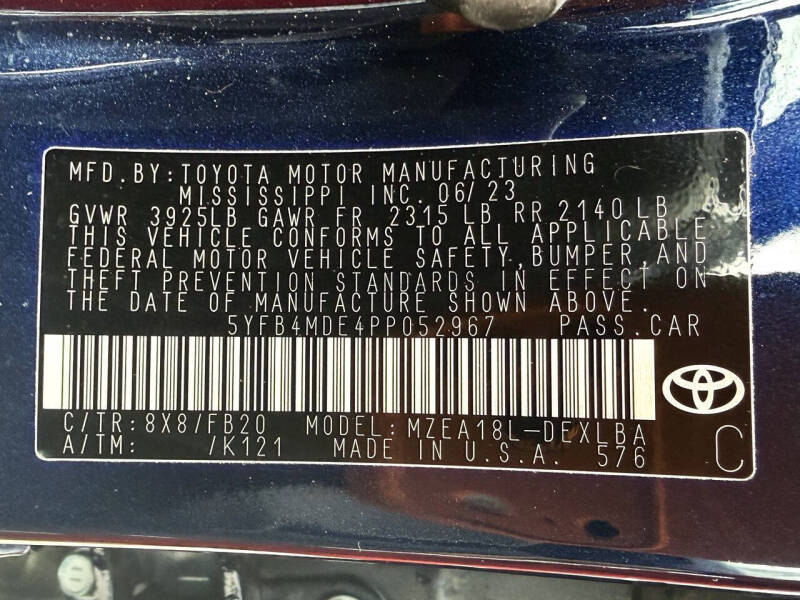 MFD.BY:TOYOTA MOTOR MANUFACTURING
MISSISSIPPI INC. 06/23
GVWR 3925LB GAWR FR 2315 LB RR 2140 LB
THIS VEHICLE CONFORMS TO ALL APPLICABLE
FEDERAL MOTOR VEHICLE SAFETY, BUMPER, AND
THEFT PREVENTION STANDARDS IN EFFECT ON
THE DATE OF MANUFACTURE SHOWN ABOVE.
5YFB4MDE4PP052967 PASS.CAR
C/TR:8X8/FB20 MODEL:MZEA18L-DEXLBA
A/TM: /K121 MADE IN U.S.A. 576
C